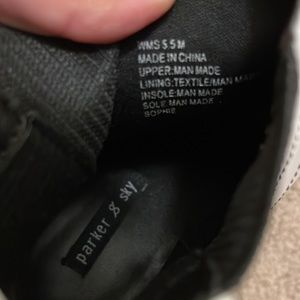 WMS 5.5 M
MADE IN CHINA
UPPER:MAN MADE
LINING:TEXTILE/MAN MADE
INSOLE:MAN MADE
SOLE MAN MADE
SOPHIE
parker & sky